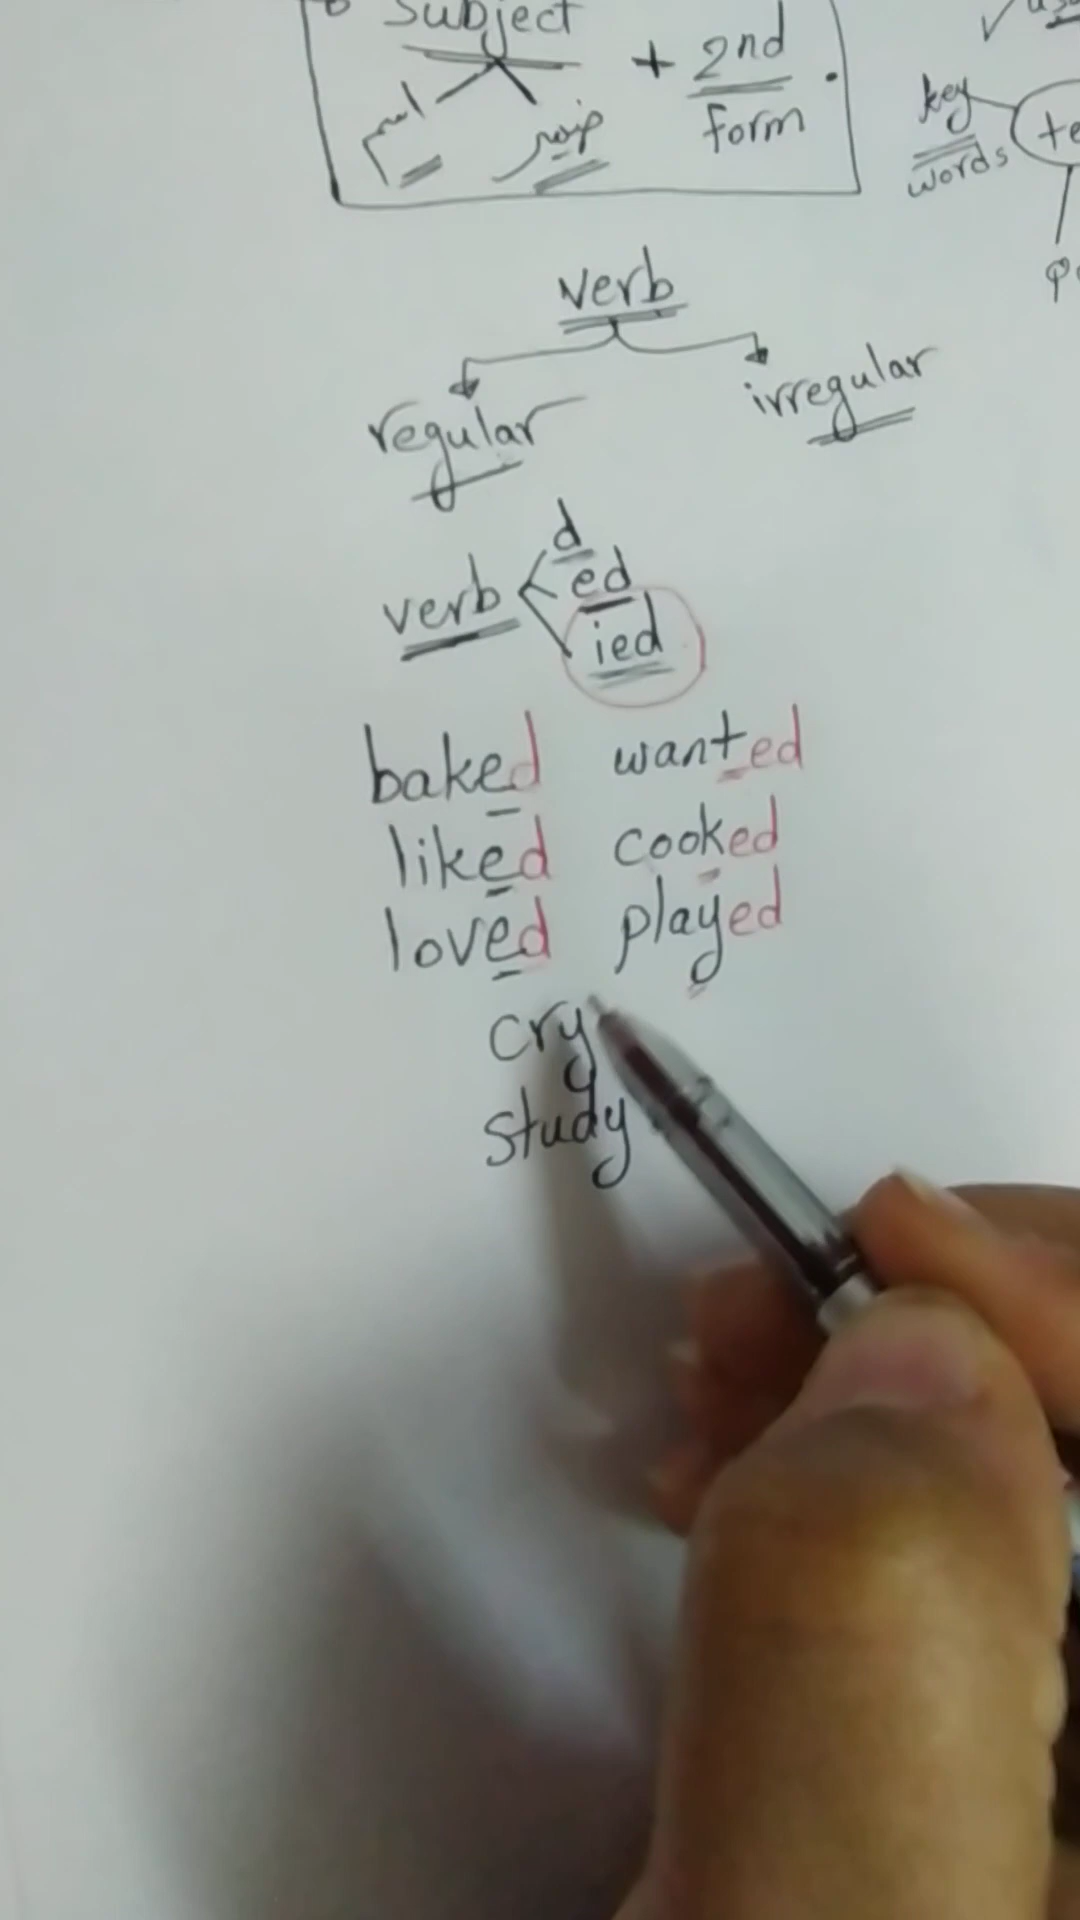 Subject + 2nd form.
اسم ضمير
key words
verb
regular irregular
verb d
ed
ied
baked wanted
liked cooked
loved played
cry
study